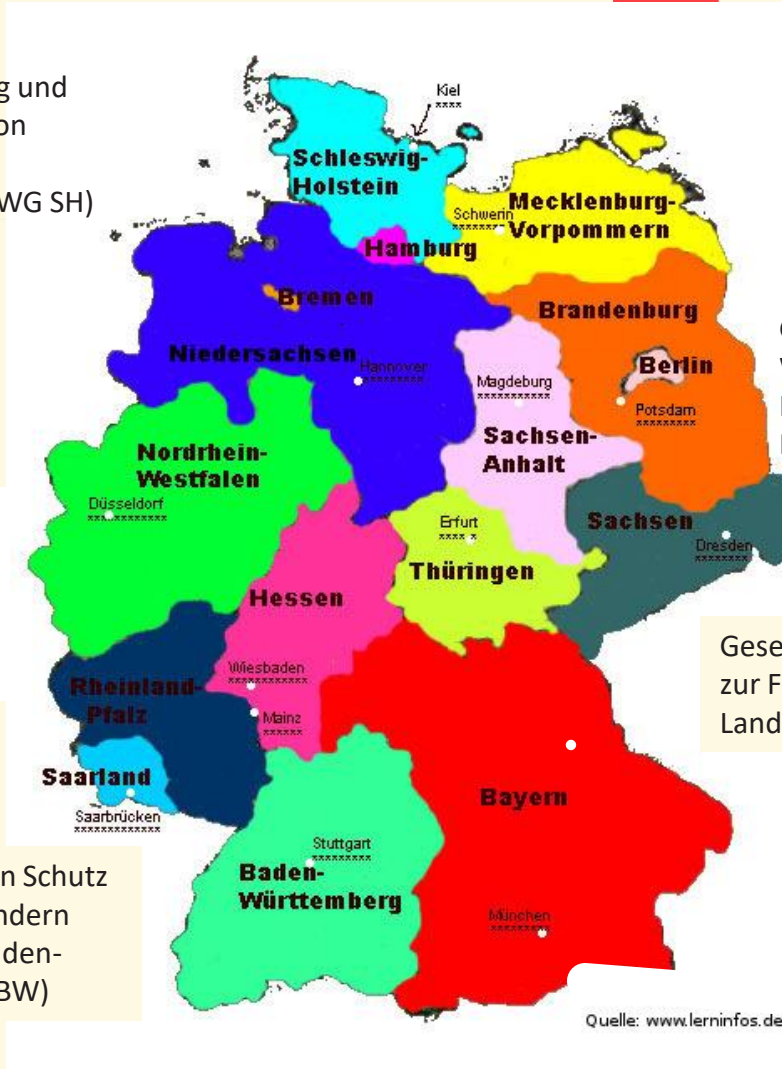 g und
on
WG SH)
Kiel
Schleswig-
Holstein
Mecklenburg-
Vorpommern
Schwerin
Hamburg
Bremen
Brandenburg
Niedersachsen
Hannover
Berlin
Magdeburg
Potsdam
Sachsen-
Anhalt
Nordrhein-
Westfalen
Düsseldorf
Erfurt
Sachsen
Dresden
Thüringen
Hessen
Gese
zur F
Land
Wiesbaden
Rheinland-
Pfalz
Mainz
Saarland
Saarbrücken
Bayern
Stuttgart
Baden-
Württemberg
n Schutz
ndern
den-
BW)
München
Quelle: www.lerninfos.de